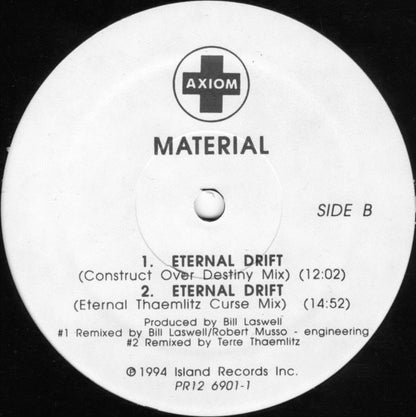 AXIOM
MATERIAL
SIDE B
1. ETERNAL DRIFT
(Construct Over Destiny Mix) (12:02)
2. ETERNAL DRIFT
(Eternal Thaemlitz Curse Mix) (14:52)
Produced by Bill Laswell
#1 Remixed by Bill Laswell/Robert Musso - engineering
#2 Remixed by Terre Thaemlitz
℗ 1994 Island Records Inc.
PR12 6901-1